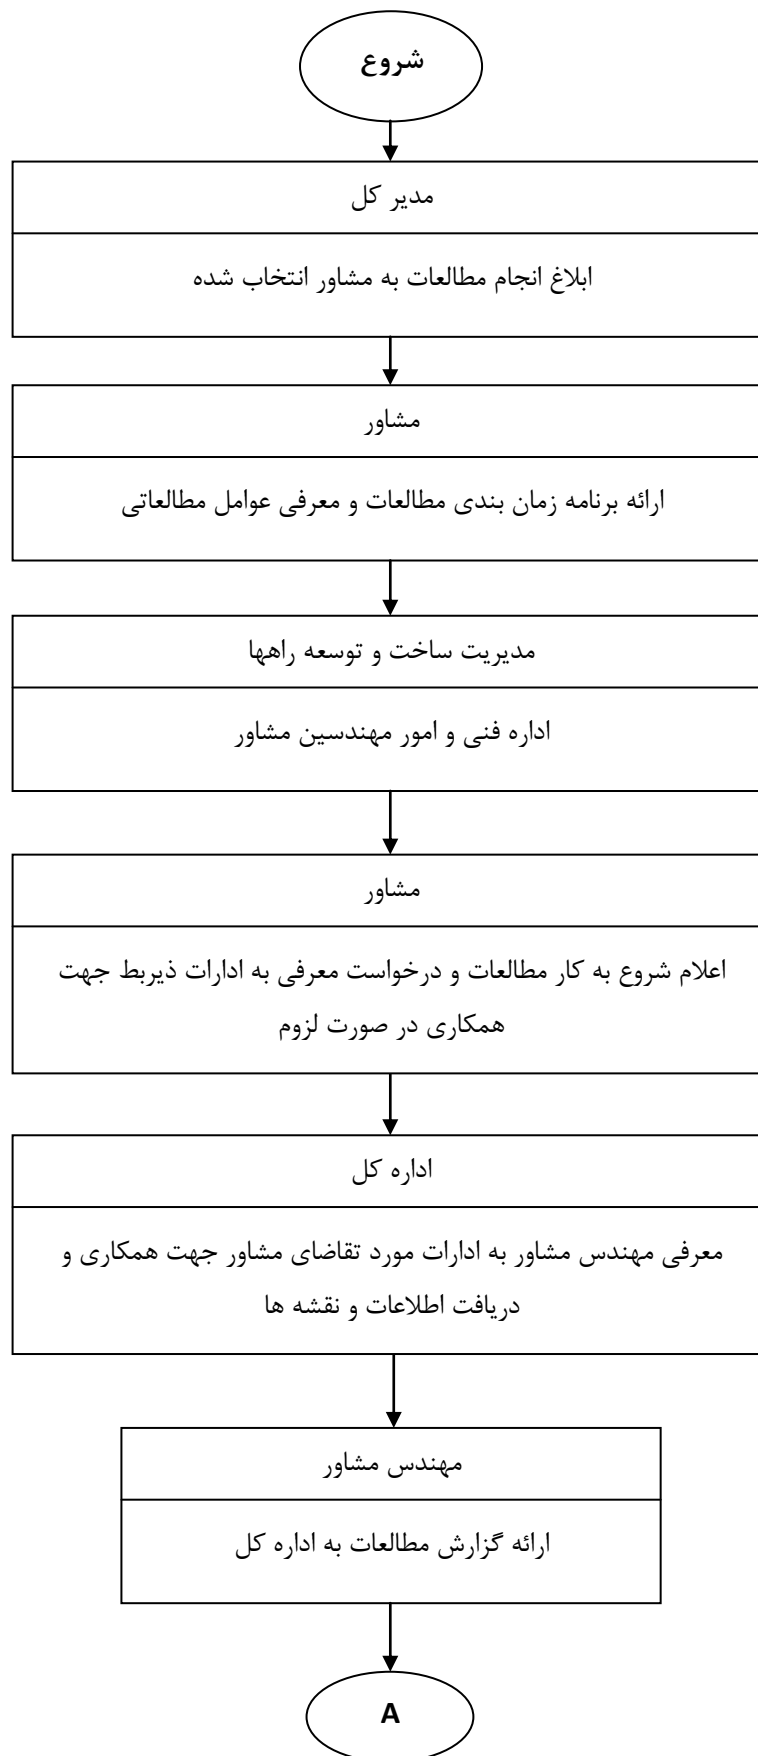 شروع
مدیر کل
ابلاغ انجام مطالعات به مشاور انتخاب شده
مشاور
ارائه برنامه زمان بندی مطالعات و معرفی عوامل مطالعاتی
مدیریت ساخت و توسعه راهها
اداره فنی و امور مهندسین مشاور
مشاور
اعلام شروع به کار مطالعات و درخواست معرفی به ادارات ذیربط جهت
همکاری در صورت لزوم
اداره کل
معرفی مهندس مشاور به ادارات مورد تقاضای مشاور جهت همکاری و
دریافت اطلاعات و نقشه ها
مهندس مشاور
ارائه گزارش مطالعات به اداره کل
A